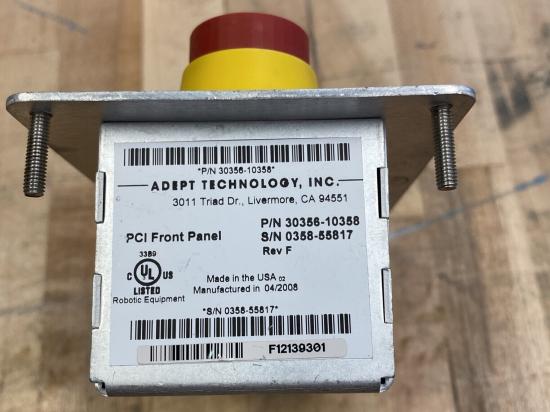 *P/N 30356-10358*
ADEPT TECHNOLOGY, INC.
3011 Triad Dr., Livermore, CA 94551
P/N 30356-10358
PCI Front Panel
S/N 0358-55817
Rev F
33B9
C UL US
LISTED
Robotic Equipment
Made in the USA 02
Manufactured in 04/2008
*S/N 0358-55817*
F12139301